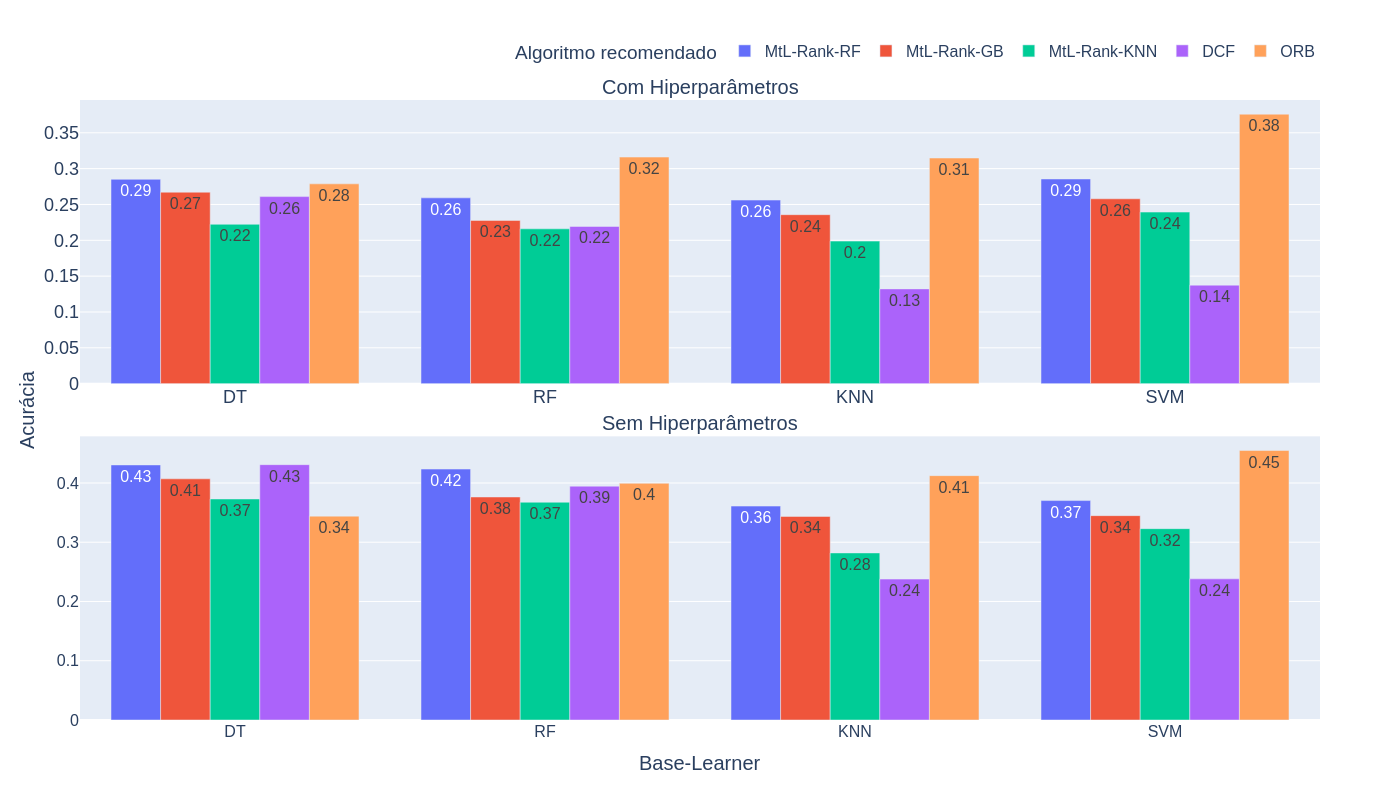 Algoritmo recomendado MtL-Rank-RF MtL-Rank-GB MtL-Rank-KNN DCF ORB
Com Hiperparâmetros
0.35
0.3
0.25
0.2
0.15
0.1
0.05
0
0.29 0.27 0.22 0.26 0.28
0.26 0.23 0.22 0.22 0.32
0.26 0.24 0.2 0.13 0.31
0.29 0.26 0.24 0.14 0.38
DT RF KNN SVM
Acurácia
Sem Hiperparâmetros
0.4
0.3
0.2
0.1
0
0.43 0.41 0.37 0.43 0.34
0.42 0.38 0.37 0.39 0.4
0.36 0.34 0.28 0.24 0.41
0.37 0.34 0.32 0.24 0.45
DT RF KNN SVM
Base-Learner